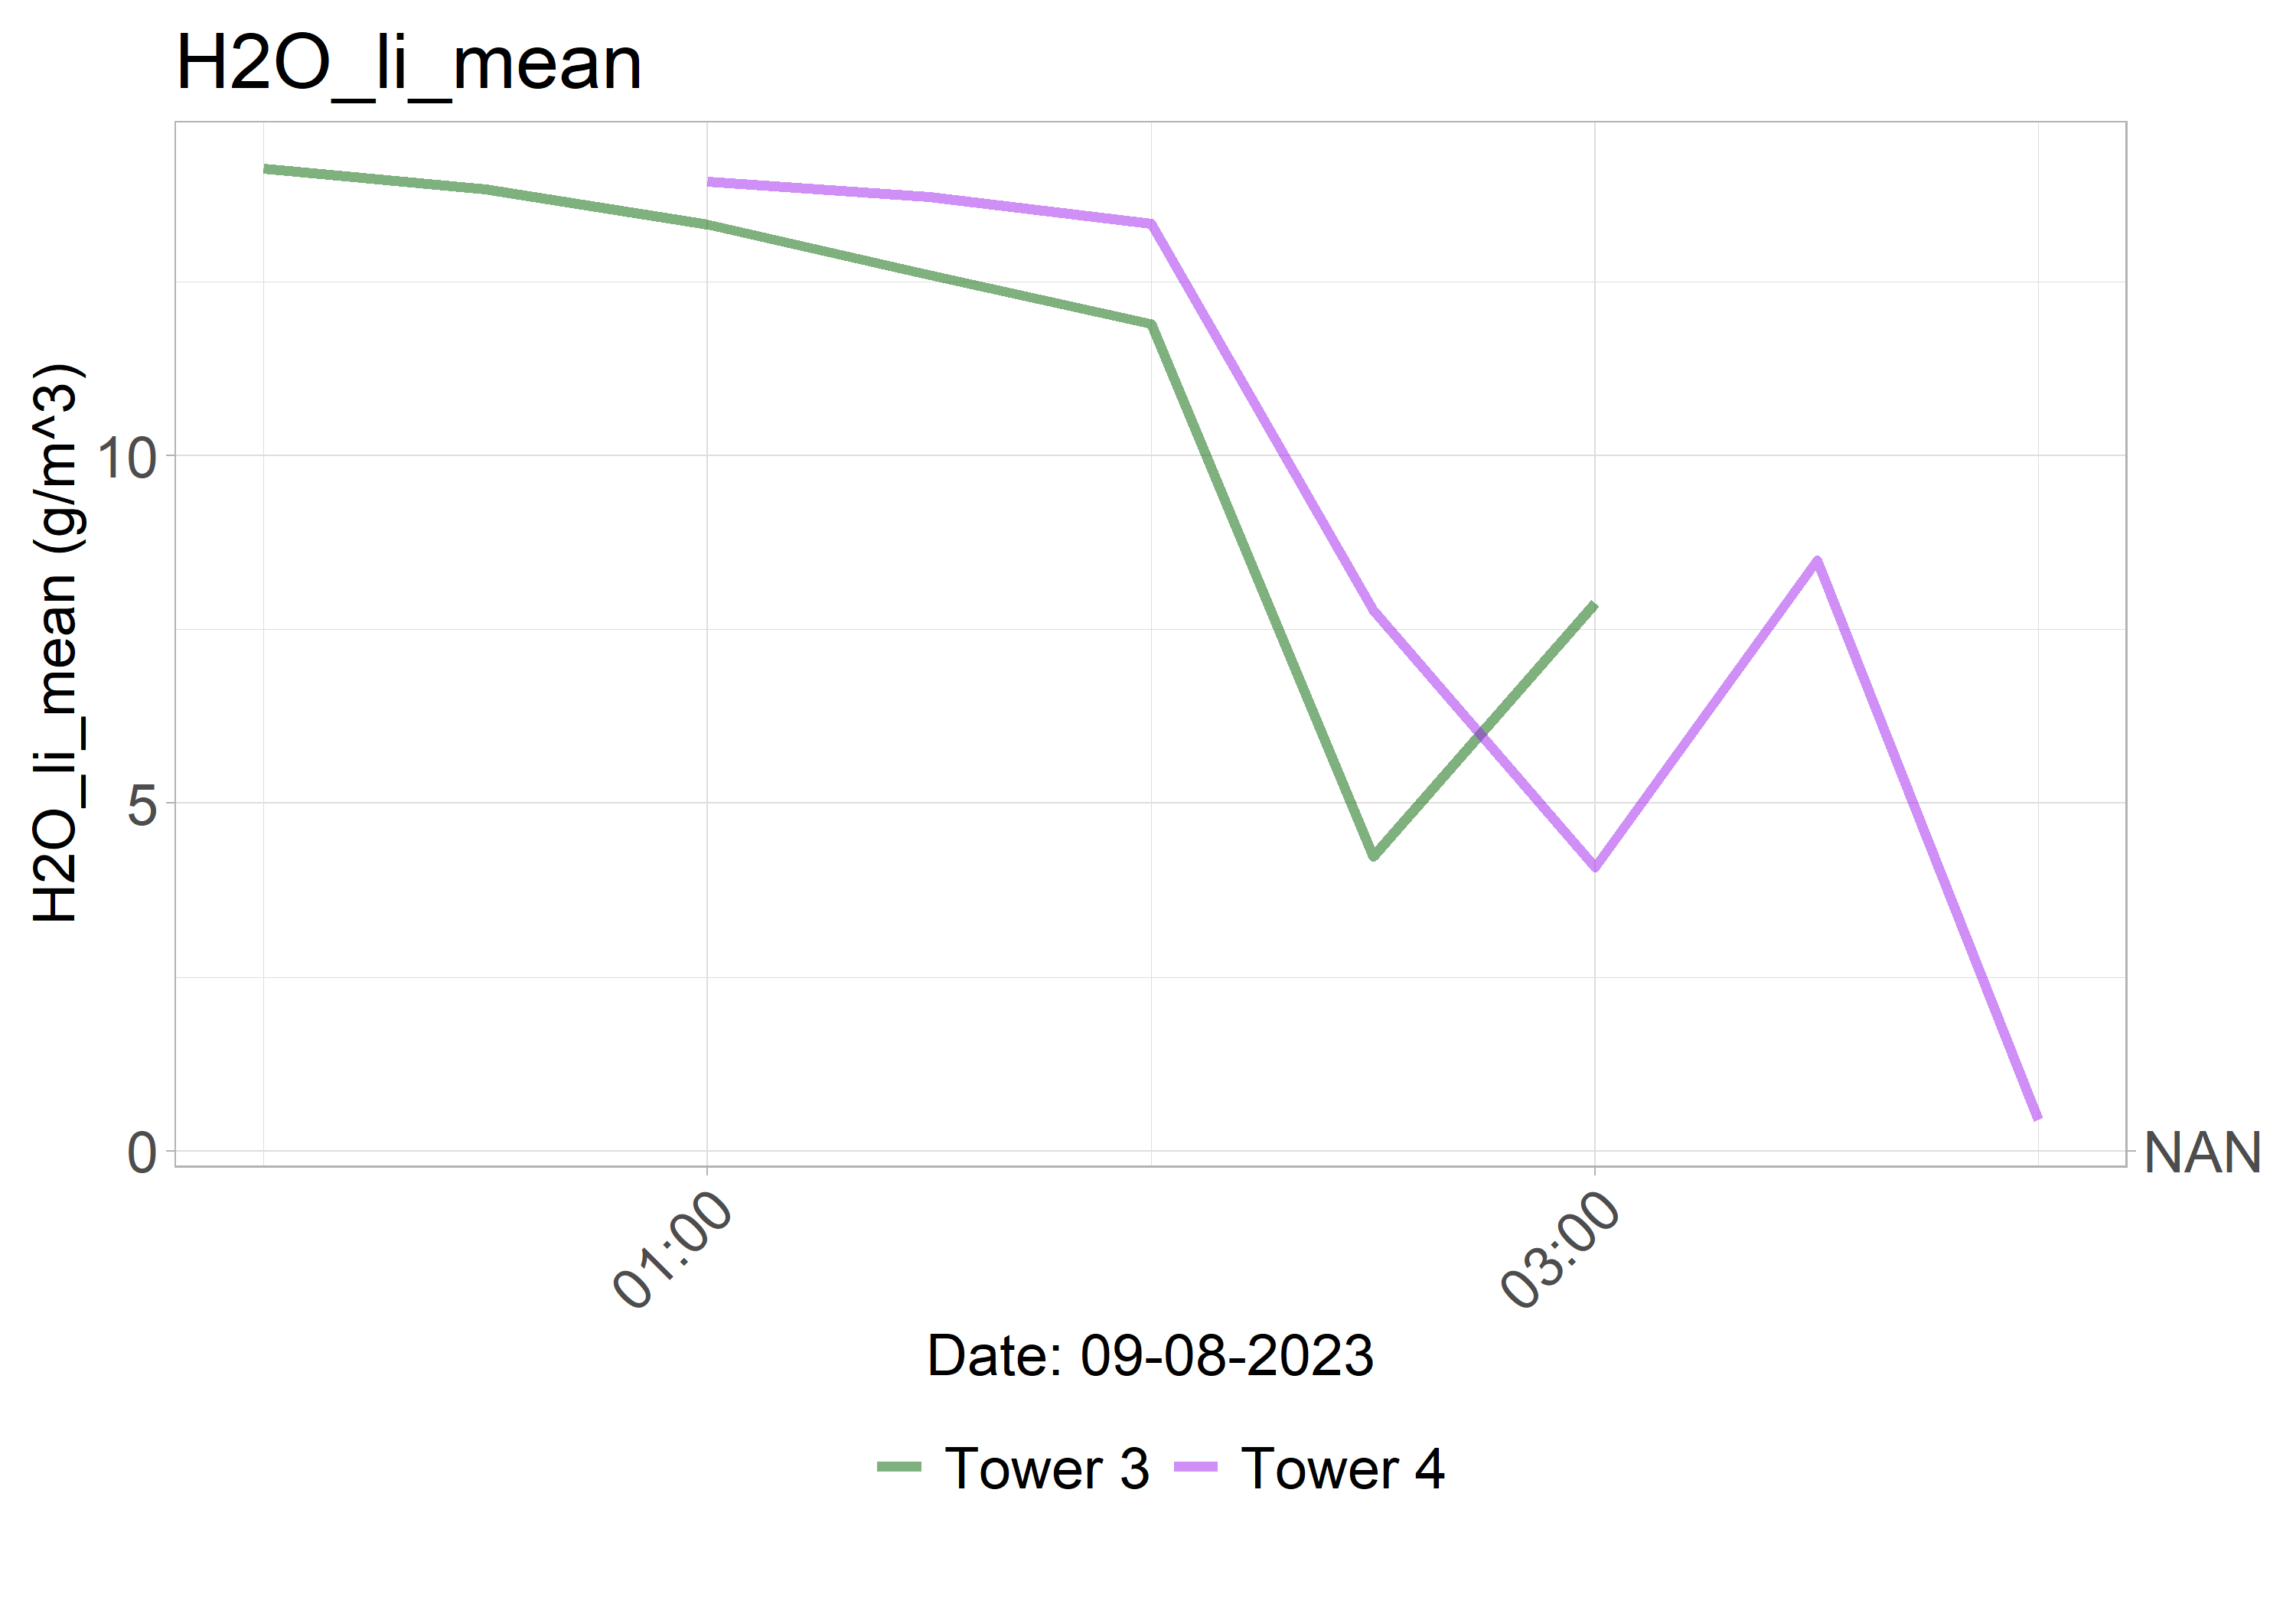 H2O_li_mean
H2O_li_mean (g/m^3)
10
5
0
NAN
01:00
03:00
Date: 09-08-2023
Tower 3
Tower 4